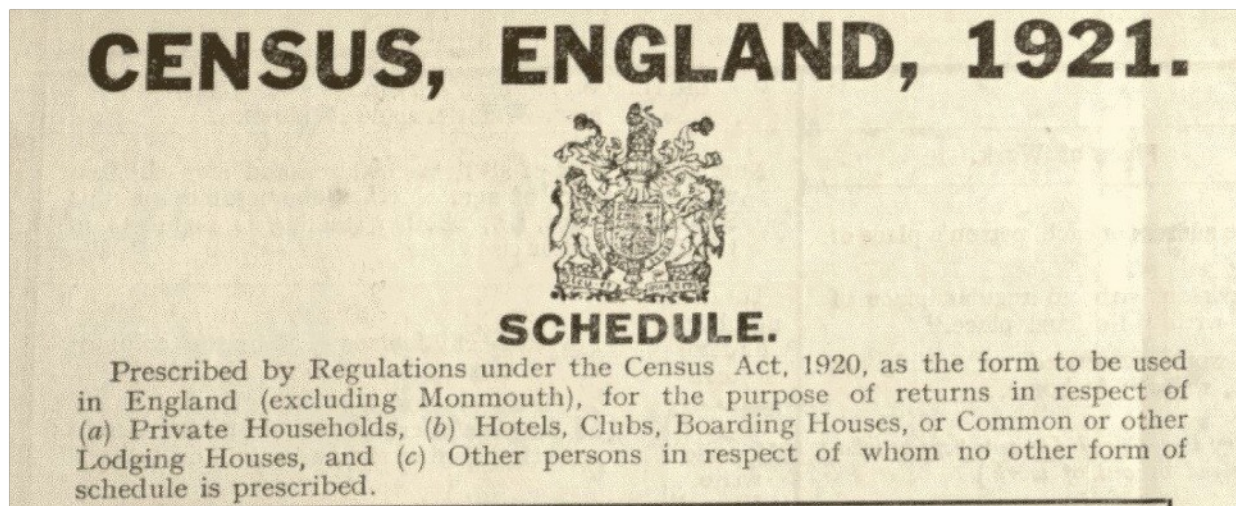 CENSUS, ENGLAND, 1921.
SCHEDULE.
Prescribed by Regulations under the Census Act, 1920, as the form to be used
in England (excluding Monmouth), for the purpose of returns in respect of
(a) Private Households, (b) Hotels, Clubs, Boarding Houses, or Common or other
Lodging Houses, and (c) Other persons in respect of whom no other form of
schedule is prescribed.